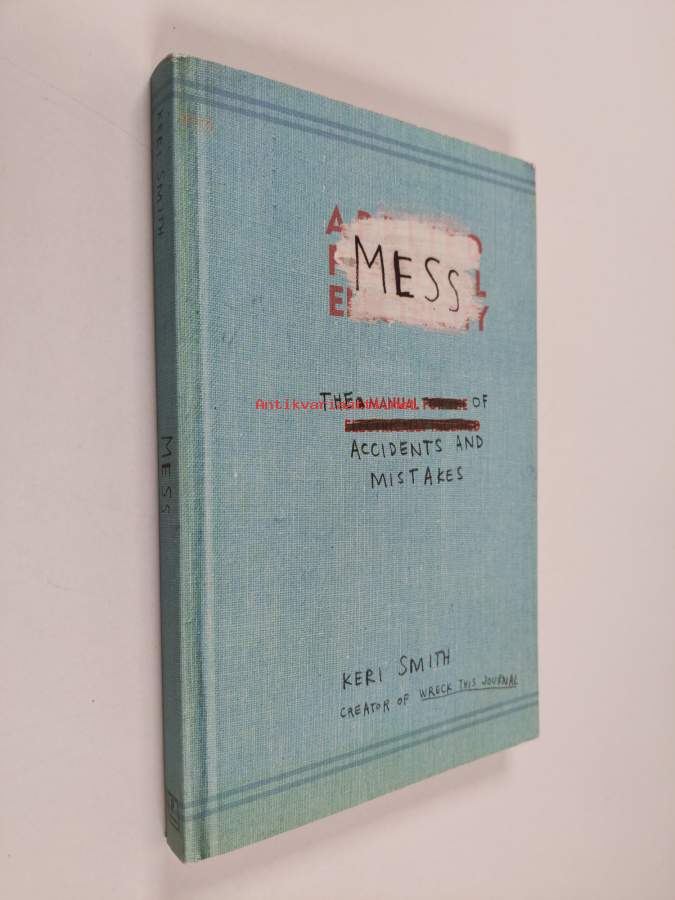 MESS
THE MANUAL OF
ACCIDENTS AND
MISTAKES
KERI SMITH
CREATOR OF WRECK THIS JOURNAL
KERI SMITH
MESS